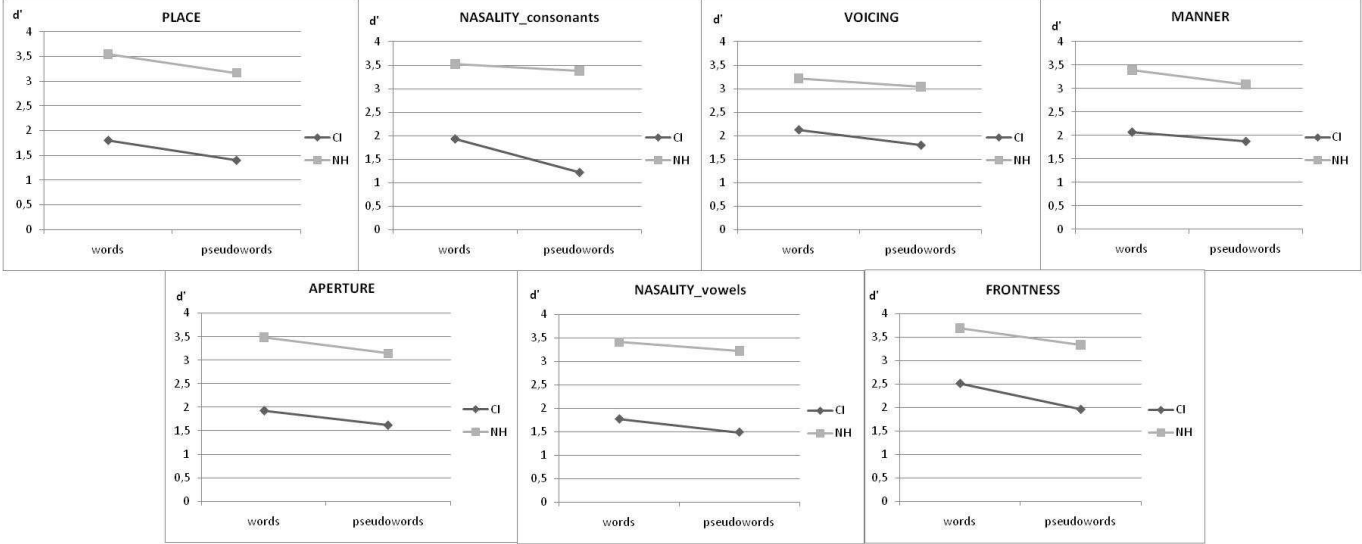 d'
PLACE
4
3,5
3
2,5
2
1,5
1
0,5
0
words pseudowords
CI
NH
d'
NASALITY_consonants
4
3,5
3
2,5
2
1,5
1
0,5
0
words pseudowords
CI
NH
d'
VOICING
4
3,5
3
2,5
2
1,5
1
0,5
0
words pseudowords
CI
NH
d'
MANNER
4
3,5
3
2,5
2
1,5
1
0,5
0
words pseudowords
CI
NH
d'
APERTURE
4
3,5
3
2,5
2
1,5
1
0,5
0
words pseudowords
CI
NH
d'
NASALITY_vowels
4
3,5
3
2,5
2
1,5
1
0,5
0
words pseudowords
CI
NH
d'
FRONTNESS
4
3,5
3
2,5
2
1,5
1
0,5
0
words pseudowords
CI
NH